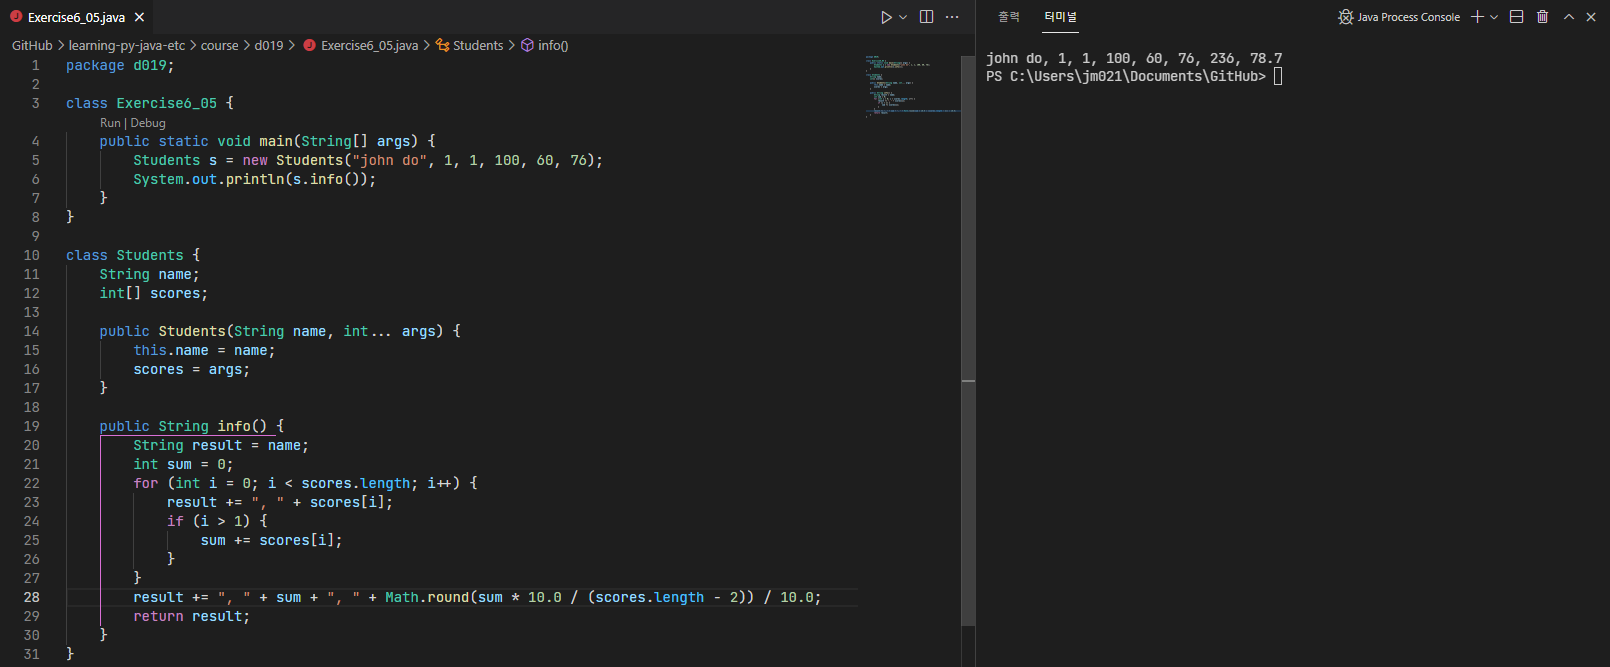 Exercise6_05.java
출력 터미널 Java Process Console
GitHub > learning-py-java-etc > course > d019 > Exercise6_05.java > Students > info()
1 package d019;
2
3 class Exercise6_05 {
Run | Debug
4 public static void main(String[] args) {
5 Students s = new Students("john do", 1, 1, 100, 60, 76);
6 System.out.println(s.info());
7 }
8 }
9
10 class Students {
11 String name;
12 int[] scores;
13
14 public Students(String name, int... args) {
15 this.name = name;
16 scores = args;
17 }
18
19 public String info() {
20 String result = name;
21 int sum = 0;
22 for (int i = 0; i < scores.length; i++) {
23 result += ", " + scores[i];
24 if (i > 1) {
25 sum += scores[i];
26 }
27 }
28 result += ", " + sum + ", " + Math.round(sum * 10.0 / (scores.length - 2)) / 10.0;
29 return result;
30 }
31 }
john do, 1, 1, 100, 60, 76, 236, 78.7
PS C:\Users\jm021\Documents\GitHub>